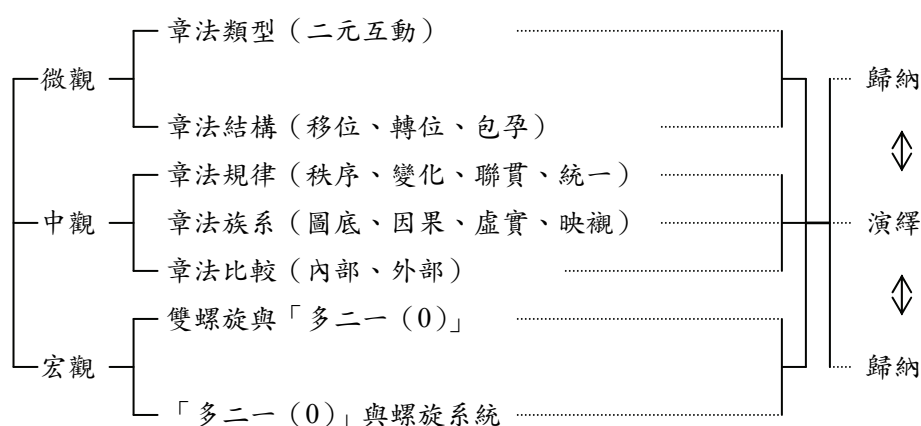 章法類型（二元互動）
微觀
歸納
章法結構（移位、轉位、包孕）
章法規律（秩序、變化、聯貫、統一）
中觀
章法族系（圖底、因果、虛實、映襯）
演繹
章法比較（內部、外部）
雙螺旋與「多二一（0）」
宏觀
歸納
「多二一（0）」與螺旋系統